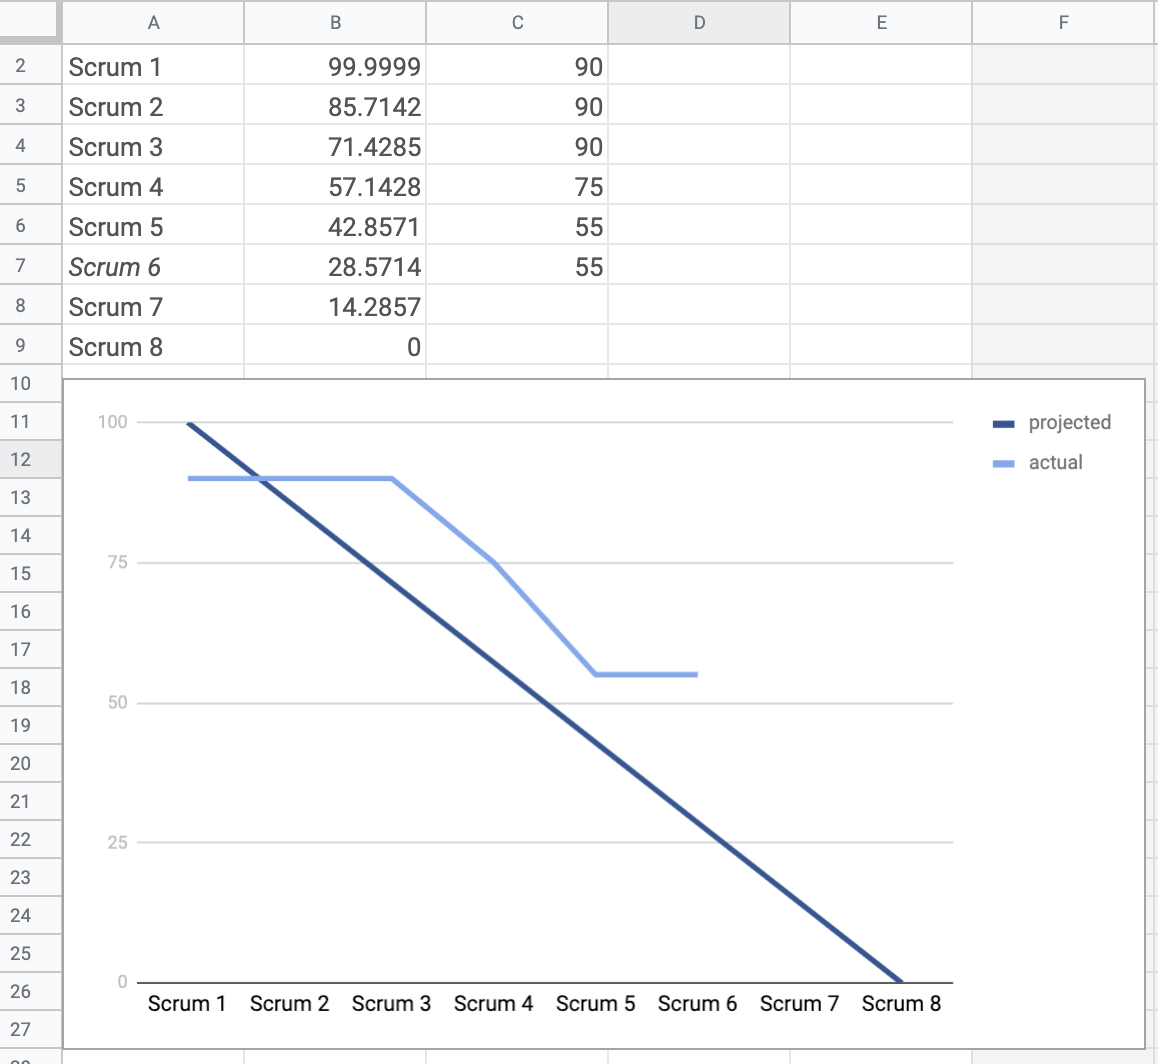 A B C D E F
2 Scrum 1 99.9999 90
3 Scrum 2 85.7142 90
4 Scrum 3 71.4285 90
5 Scrum 4 57.1428 75
6 Scrum 5 42.8571 55
7 Scrum 6 28.5714 55
8 Scrum 7 14.2857
9 Scrum 8 0
10
11 100 projected
12 actual
13
14
15 75
16
17
18
19 50
20
21
22 25
23
24
25
26 0
Scrum 1 Scrum 2 Scrum 3 Scrum 4 Scrum 5 Scrum 6 Scrum 7 Scrum 8
27